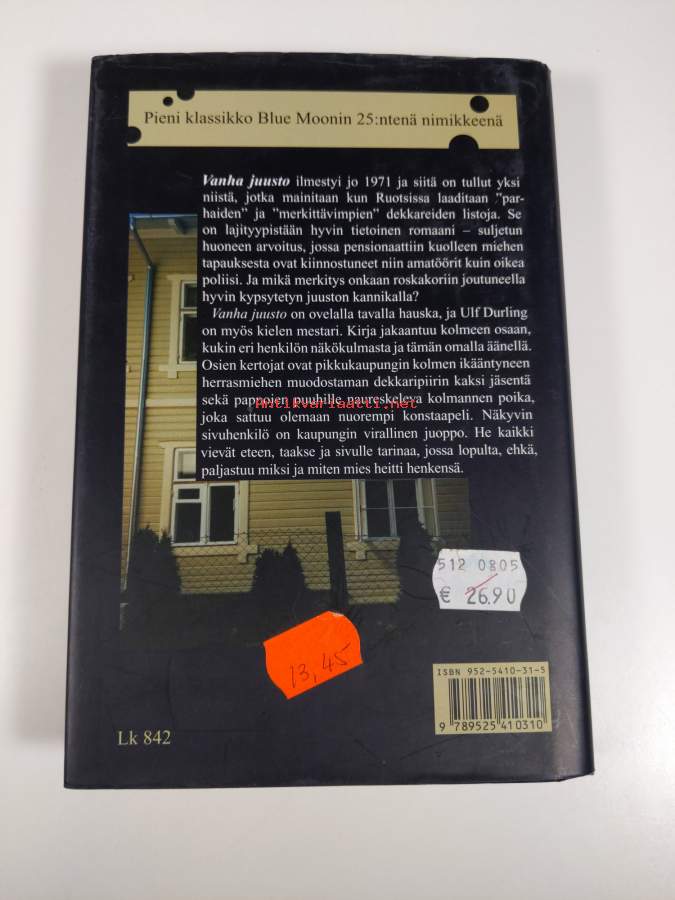 Pieni klassikko Blue Moonin 25:ntenä nimikkeenä
Vanha juusto ilmestyi jo 1971 ja siitä on tullut yksi
niistä, jotka mainitaan kun Ruotsissa laaditaan ”par-
haiden” ja ”merkittävimpien” dekkareiden listoja. Se
on lajityypistään hyvin tietoinen romaani – suljetun
huoneen arvoitus, jossa pensionaattiin kuolleen miehen
tapauksesta ovat kiinnostuneet niin amatöörit kuin oikea
poliisi. Ja mikä merkitys onkaan roskakoriin joutuneella
hyvin kypsytetyn juuston kannikalla?
Vanha juusto on ovelalla tavalla hauska, ja Ulf Durling
on myös kielen mestari. Kirja jakaantuu kolmeen osaan,
kukin eri henkilön näkökulmasta ja tämän omalla äänellä.
Osien kertojat ovat pikkukaupungin kolmen ikääntyneen
herrasmiehen muodostaman dekkaripiirin kaksi jäsentä
sekä pappojen puuhille naureskeleva kolmannen poika,
Antikvariaatti.net
joka sattuu olemaan nuorempi konstaapeli. Näkyvin
sivuhenkilö on kaupungin virallinen juoppo. He kaikki
vievät eteen, taakse ja sivulle tarinaa, jossa lopulta, ehkä,
paljastuu miksi ja miten mies heitti henkensä.
512 0805
€ 26.90
13,45
ISBN 952-5410-31-5
9 789525 410310
Lk 842